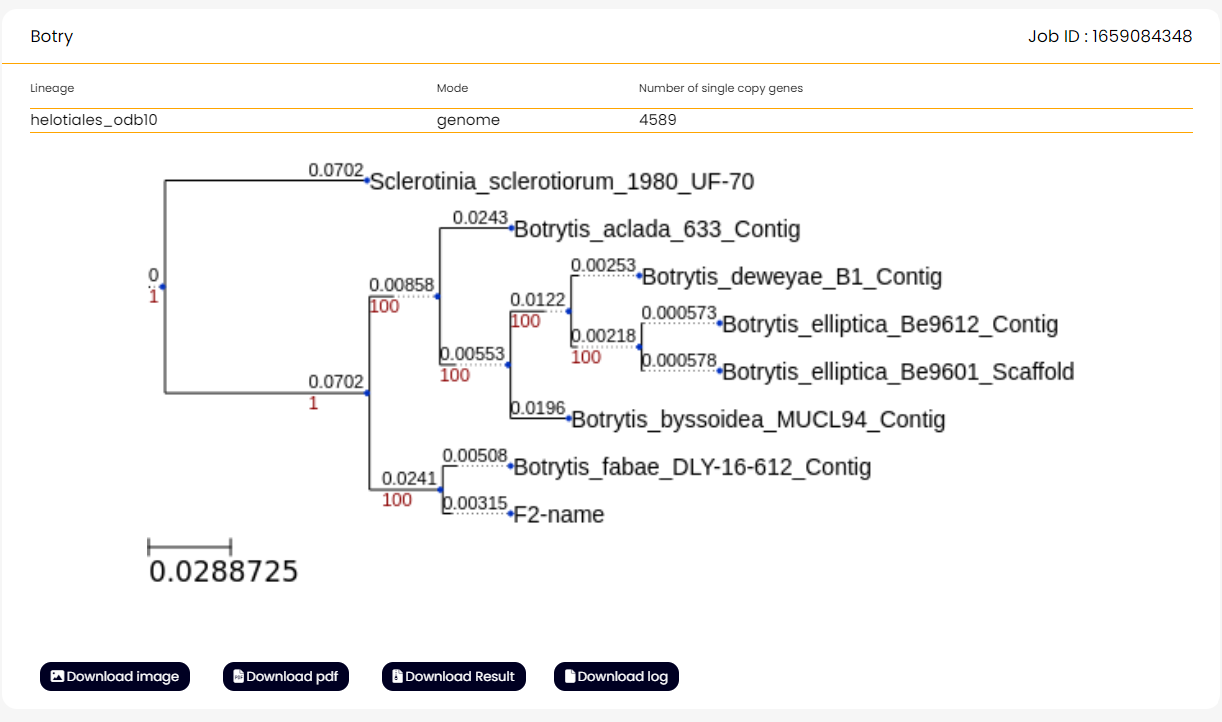 Botry Job ID : 1659084348
Lineage Mode Number of single copy genes
helotiales_odb10 genome 4589
0.0702 Sclerotinia_sclerotiorum_1980_UF-70
0.0243 Botrytis_aclada_633_Contig
0.00253 Botrytis_deweyae_B1_Contig
0
1
0.00858
100
0.0122
100
0.000573 Botrytis_elliptica_Be9612_Contig
0.00218
100
0.00553
100
0.000578 Botrytis_elliptica_Be9601_Scaffold
0.0702
1
0.0196 Botrytis_byssoidea_MUCL94_Contig
0.00508 Botrytis_fabae_DLY-16-612_Contig
0.0241
100
0.00315 F2-name
0.0288725
Download image Download pdf Download Result Download log